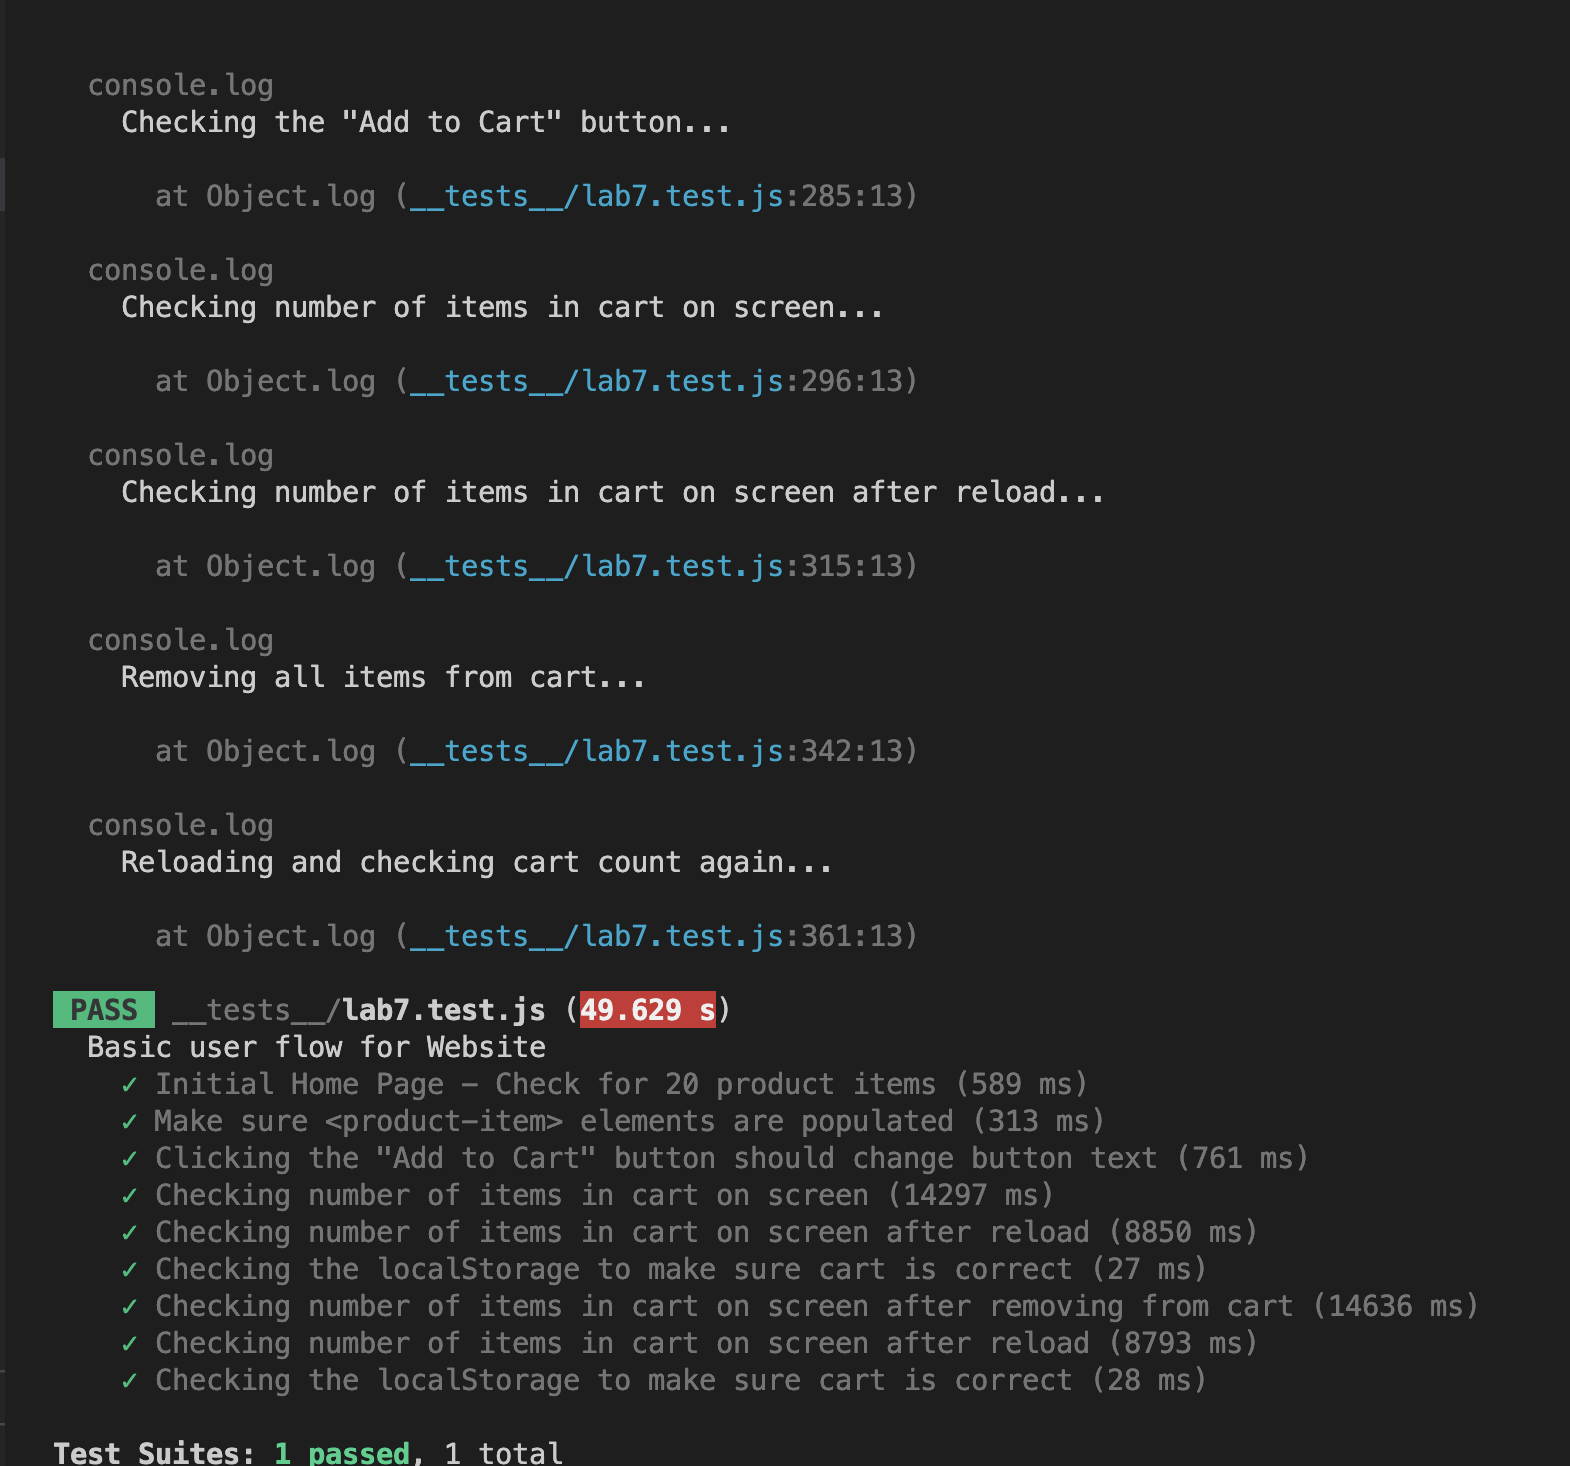 console.log
Checking the "Add to Cart" button...
at Object.log (__tests__/lab7.test.js:285:13)
console.log
Checking number of items in cart on screen...
at Object.log (__tests__/lab7.test.js:296:13)
console.log
Checking number of items in cart on screen after reload...
at Object.log (__tests__/lab7.test.js:315:13)
console.log
Removing all items from cart...
at Object.log (__tests__/lab7.test.js:342:13)
console.log
Reloading and checking cart count again...
at Object.log (__tests__/lab7.test.js:361:13)
PASS __tests__/lab7.test.js (49.629 s)
Basic user flow for Website
✓ Initial Home Page – Check for 20 product items (589 ms)
✓ Make sure <product-item> elements are populated (313 ms)
✓ Clicking the "Add to Cart" button should change button text (761 ms)
✓ Checking number of items in cart on screen (14297 ms)
✓ Checking number of items in cart on screen after reload (8850 ms)
✓ Checking the localStorage to make sure cart is correct (27 ms)
✓ Checking number of items in cart on screen after removing from cart (14636 ms)
✓ Checking number of items in cart on screen after reload (8793 ms)
✓ Checking the localStorage to make sure cart is correct (28 ms)
Test Suites: 1 passed, 1 total